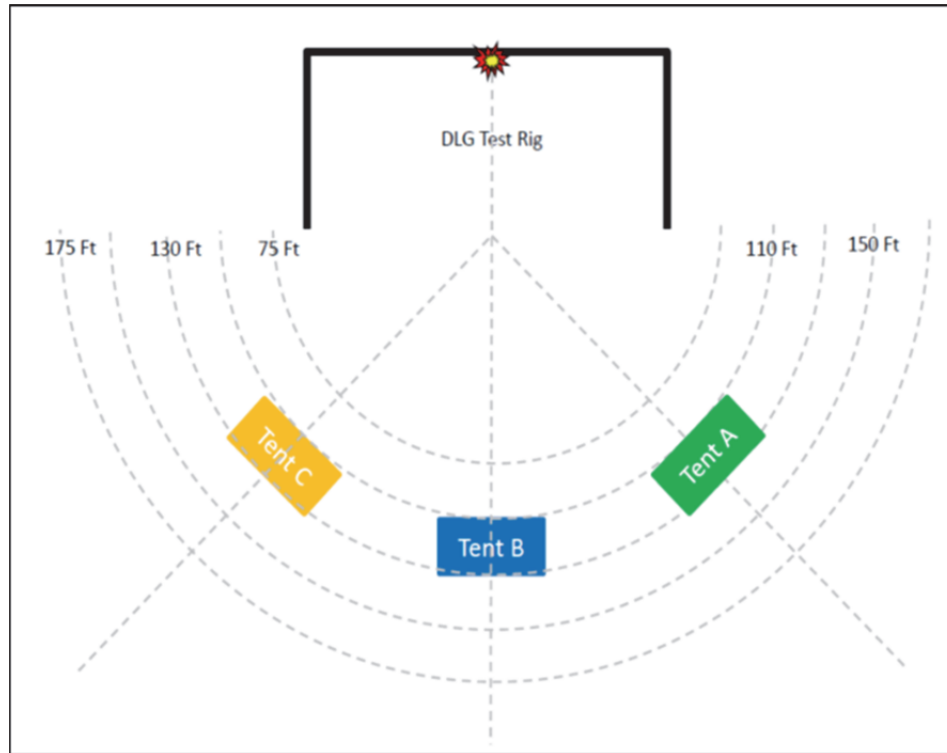 DLG Test Rig
175 Ft
130 Ft
75 Ft
110 Ft
150 Ft
Tent C
Tent B
Tent A